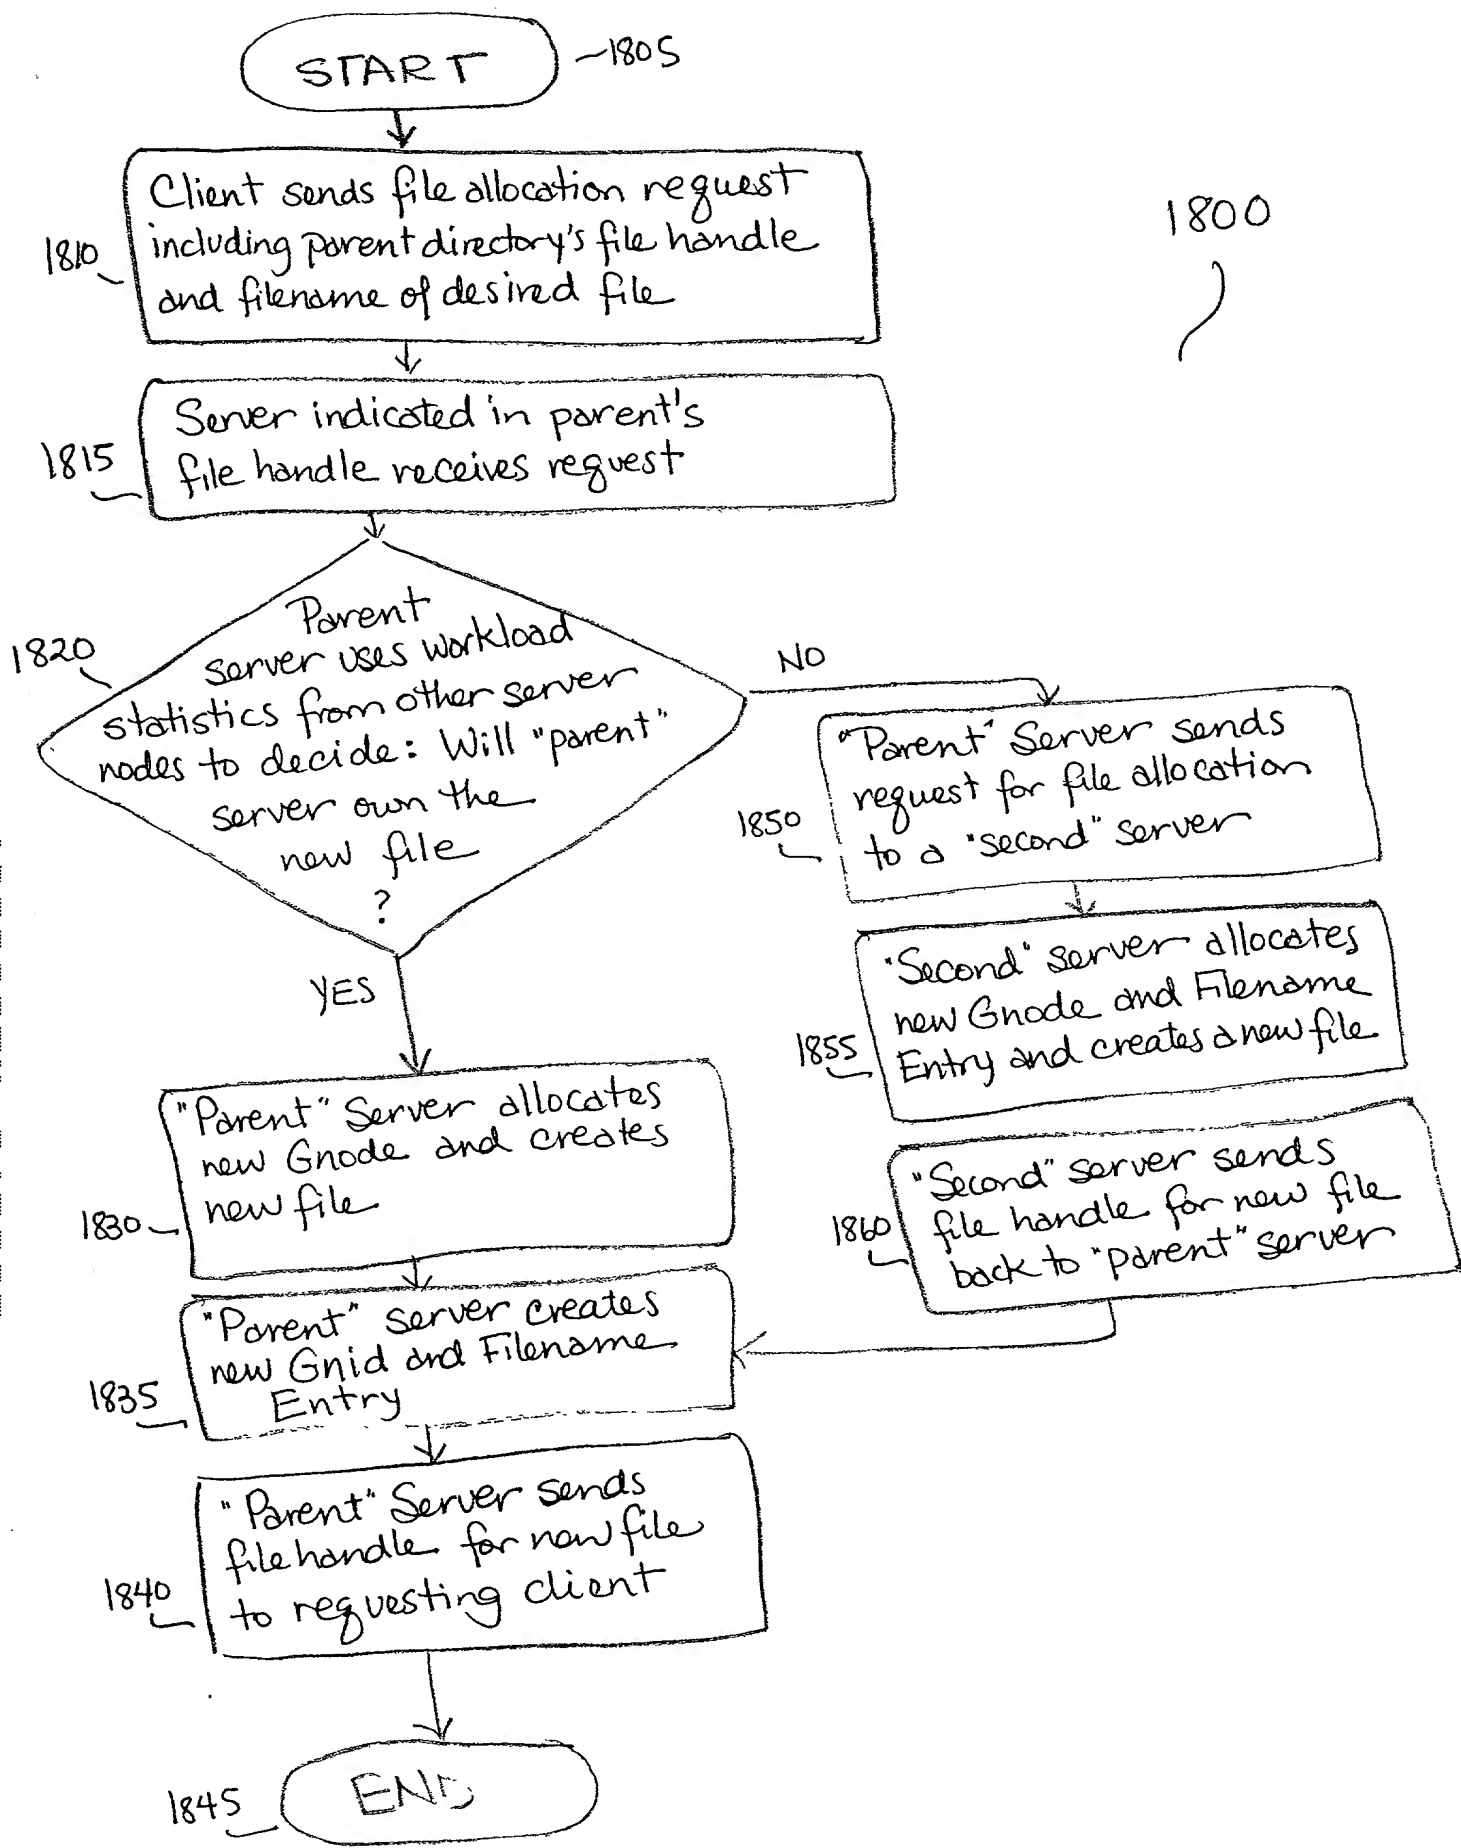 START
1805
Client sends file allocation request
including parent directory's file handle
and filename of desired file
1810
1800
Server indicated in parent's
file handle receives request
1815
Parent
server uses workload
statistics from other server
nodes to decide: Will "parent"
server own the
new file
?
1820
NO
"Parent" Server sends
request for file allocation
to a "second" server
1850
"Second" server allocates
new Gnode and Filename
Entry and creates a new file
1855
"Second" server sends
file handle for new file
back to "parent" server
1860
YES
"Parent" Server allocates
new Gnode and creates
new file
1830
"Parent" server creates
new Gnid and Filename
Entry
1835
"Parent" Server sends
file handle for new file
to requesting client
1840
END
1845